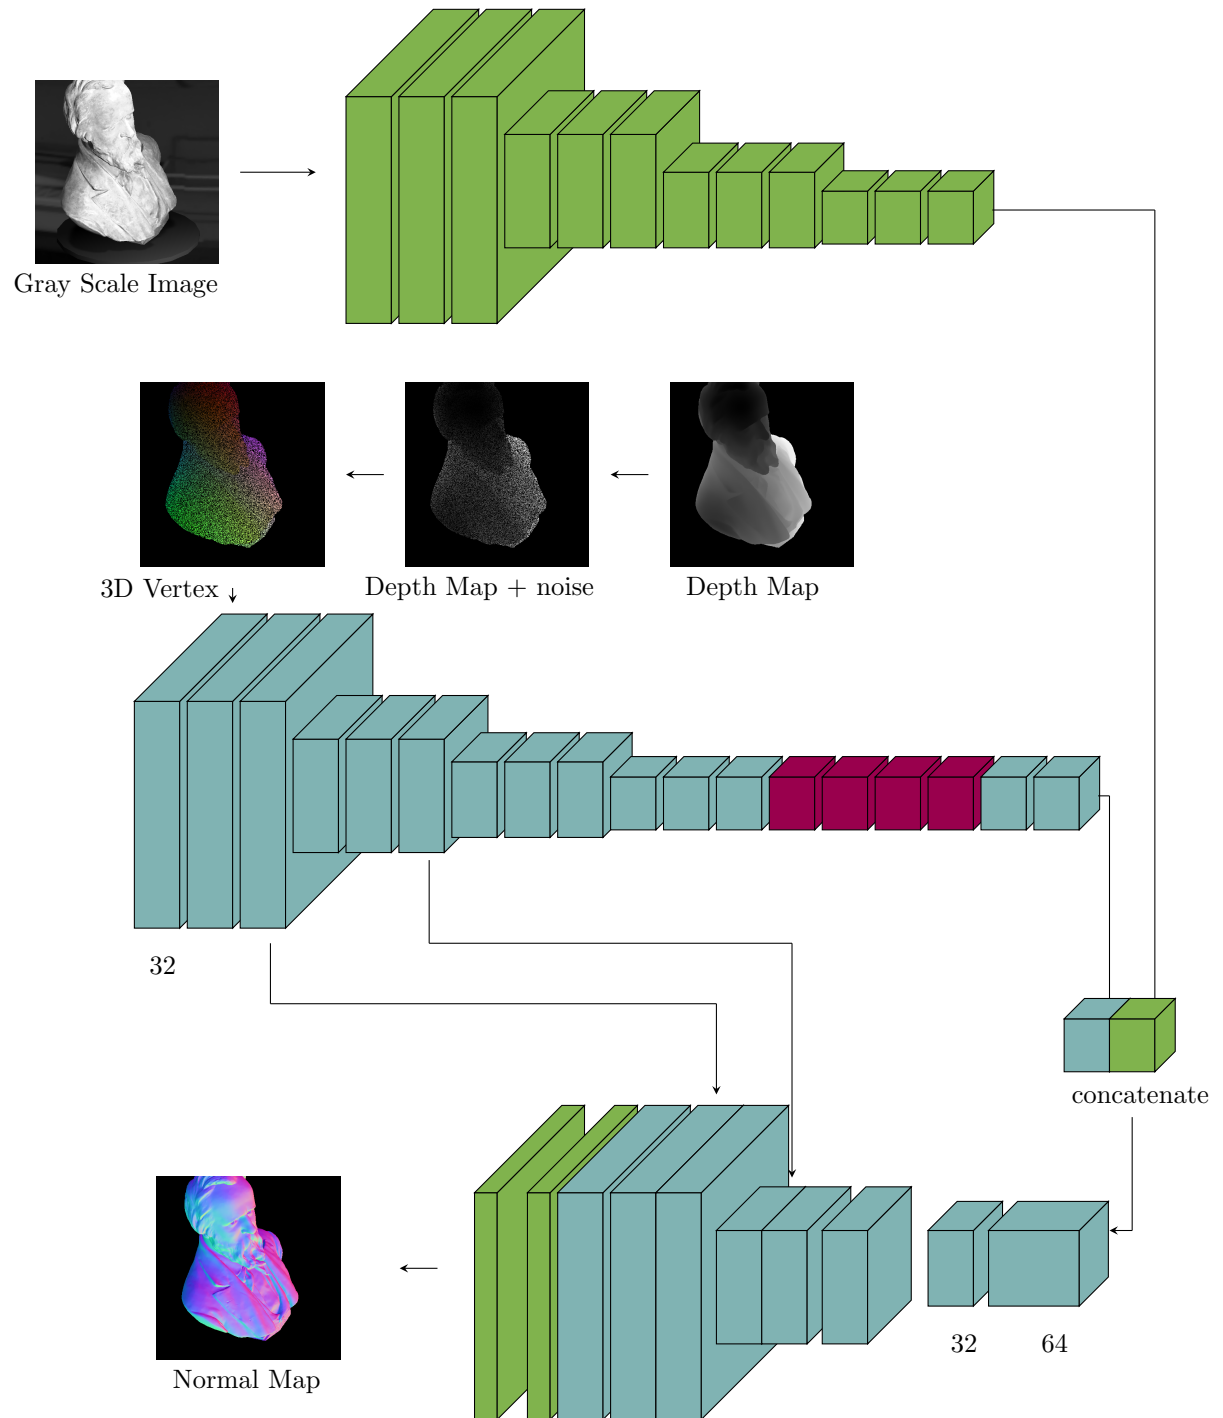 Gray Scale Image
3D Vertex
Depth Map + noise
Depth Map
32
concatenate
32
64
Normal Map